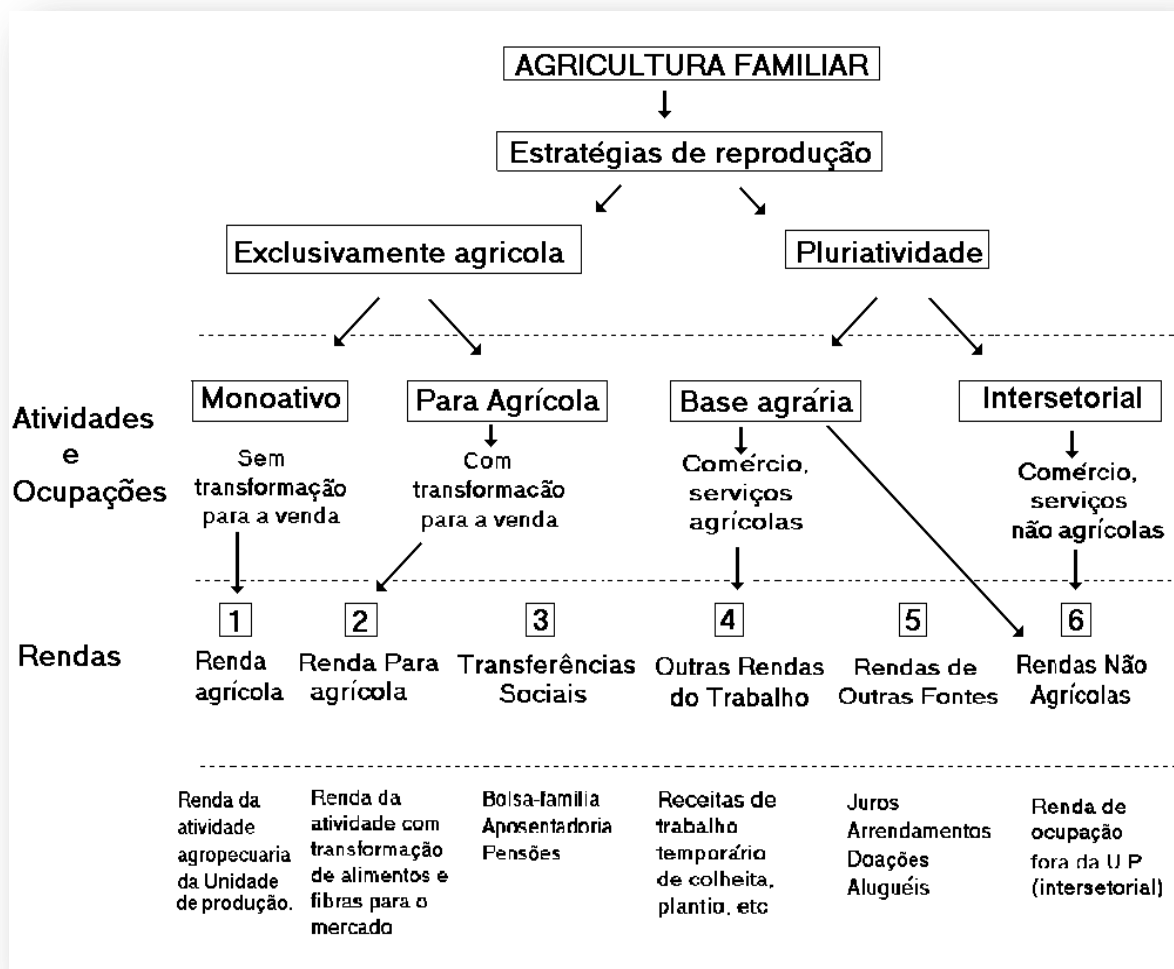 AGRICULTURA FAMILIAR
Estratégias de reprodução
Exclusivamente agricola
Pluriatividade
Atividades
e
Ocupações
Monoativo
Sem
transformação
para a venda
Para Agrícola
Com
transformacão
para a venda
Base agrária
Comércio,
serviços
agrícolas
Intersetorial
Comércio,
serviços
não agrícolas
Rendas
1
Renda
agrícola
2
Renda Para
agrícola
3
Transferências
Sociais
4
Outras Rendas
do Trabalho
5
Rendas de
Outras Fontes
6
Rendas Não
Agrícolas
Renda da
atividade
agropecuaria
da Unidade
de produção.
Renda da
atividade com
transformação
de alimentos e
fibras para o
mercado
Bolsa-familia
Aposentadoria
Pensões
Receitas de
trabalho
temporário
de colheita,
plantio, etc
Juros
Arrendamentos
Doações
Aluguéis
Renda de
ocupação
fora da U P
(intersetorial)